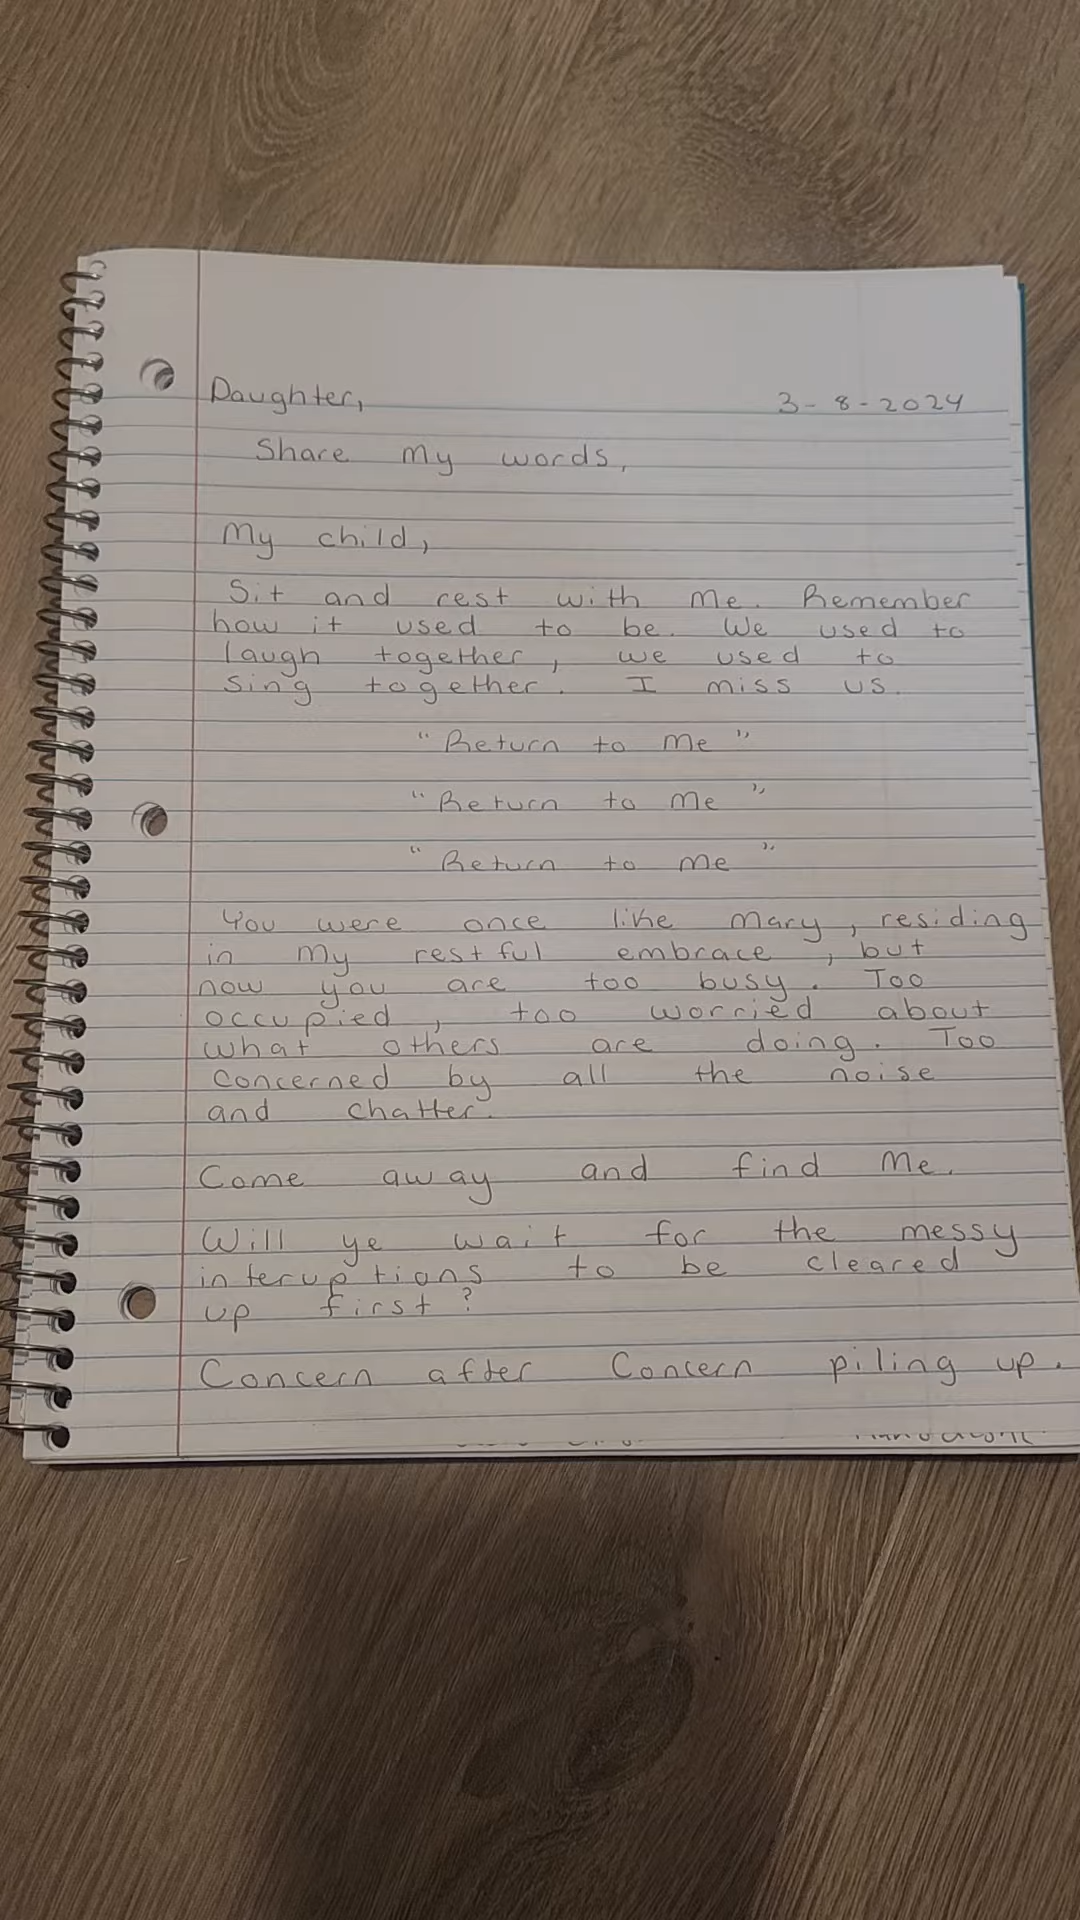 Daughter, 3-8-2024
Share My words,
My child,
Sit and rest with Me. Remember
how it used to be. We used to
laugh together, we used to
sing together. I miss us.
"Return to Me"
"Return to Me"
"Return to Me"
You were once like Mary, residing
in My restful embrace, but
now you are too busy. Too
occupied, too worried about
what others are doing. Too
concerned by all the noise
and chatter.
Come away and find Me.
Will ye wait for the messy
interuptions to be cleared
up first?
Concern after Concern piling up.